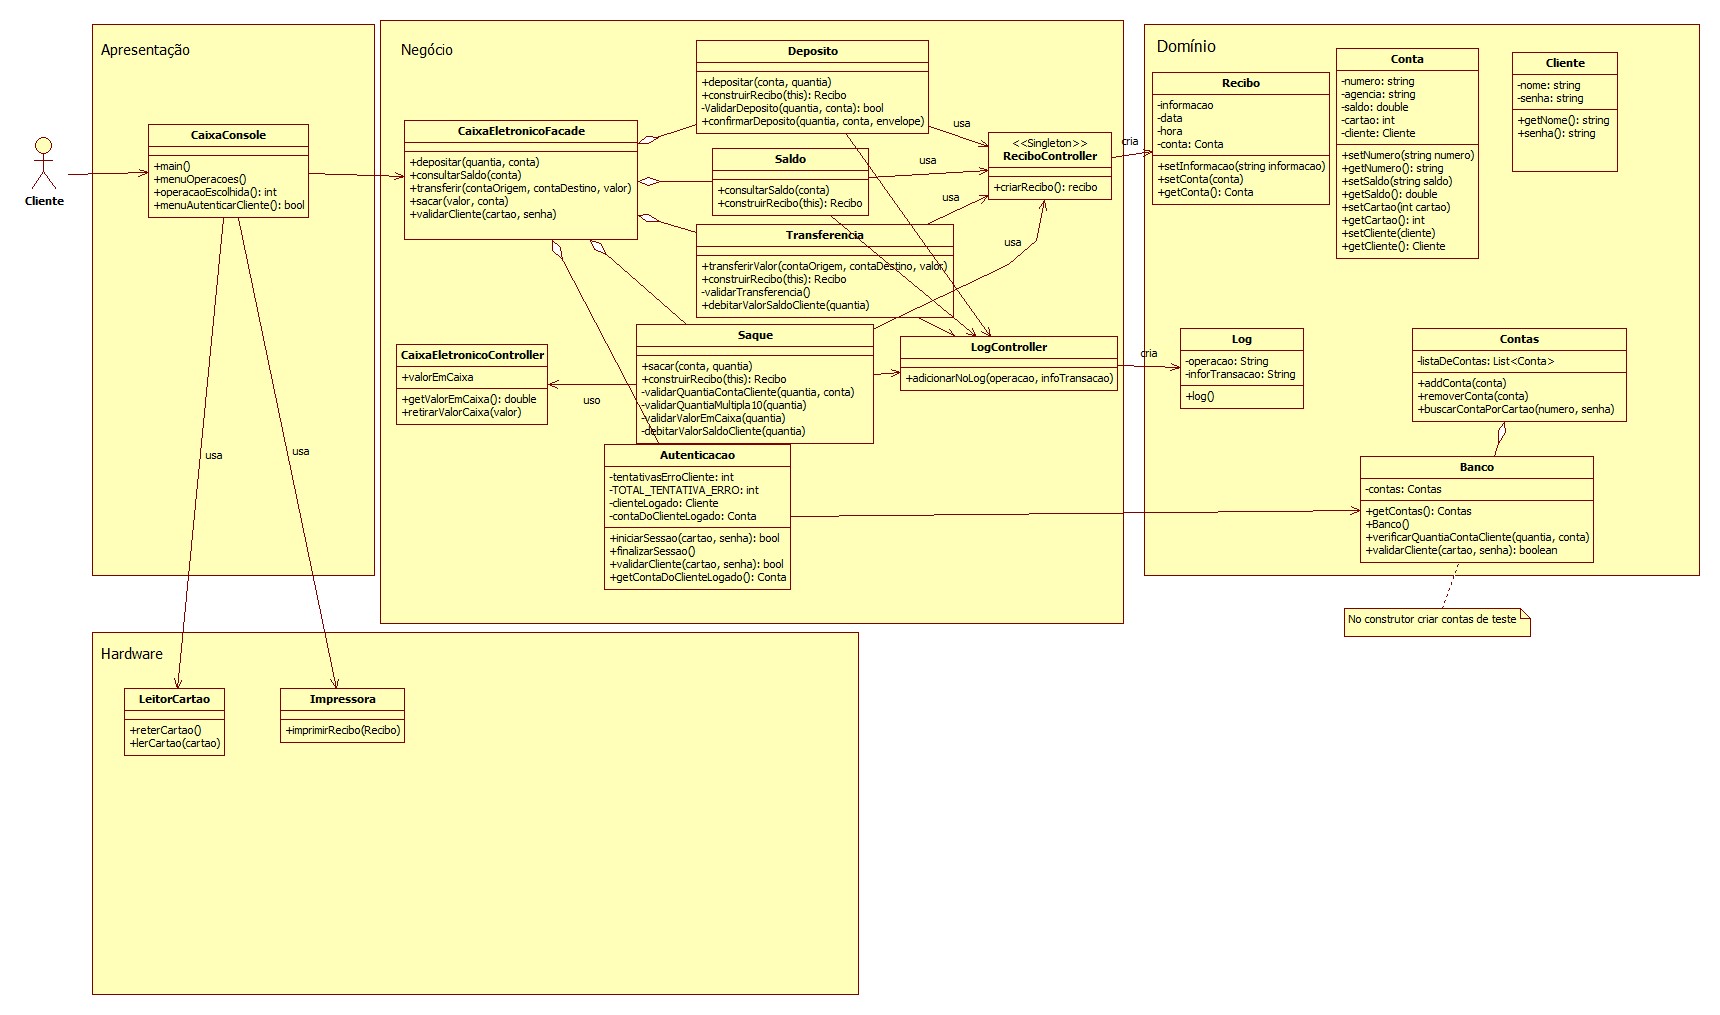 Cliente
Apresentação
CaixaConsole
+main()
+menuOperacoes()
+operacaoEscolhida(): int
+menuAutenticarCliente(): bool
usa
usa
Negócio
CaixaEletronicoFacade
+depositar(quantia, conta)
+consultarSaldo(conta)
+transferir(contaOrigem, contaDestino, valor)
+sacar(valor, conta)
+validarCliente(cartao, senha)
Deposito
+depositar(conta, quantia)
+construirRecibo(this): Recibo
-ValidarDeposito(quantia, conta): bool
+confirmarDeposito(quantia, conta, envelope)
usa
Saldo
+consultarSaldo(conta)
+construirRecibo(this): Recibo
usa
Transferencia
+transferirValor(contaOrigem, contaDestino, valor)
+construirRecibo(this): Recibo
-validarTransferencia()
+debitarValorSaldoCliente(quantia)
usa
usa
<<Singleton>>
ReciboController
+criarRecibo(): recibo
cria
CaixaEletronicoController
+valorEmCaixa
+getValorEmCaixa(): double
+retirarValorCaixa(valor)
uso
Saque
+sacar(conta, quantia)
+construirRecibo(this): Recibo
-validarQuantiaContaCliente(quantia, conta)
-validarQuantiaMultipla10(quantia)
-validarValorEmCaixa(quantia)
-debitarValorSaldoCliente(quantia)
LogController
+adicionarNoLog(operacao, infoTransacao)
cria
Autenticacao
-tentativasErroCliente: int
-TOTAL_TENTATIVA_ERRO: int
-clienteLogado: Cliente
-contaDoClienteLogado: Conta
+iniciarSessao(cartao, senha): bool
+finalizarSessao()
+validarCliente(cartao, senha): bool
+getContaDoClienteLogado(): Conta
Domínio
Recibo
-informacao
-data
-hora
-conta: Conta
+setInformacao(string informacao)
+setConta(conta)
+getConta(): Conta
Conta
-numero: string
-agencia: string
-saldo: double
-cartao: int
-cliente: Cliente
+setNumero(string numero)
+getNumero(): string
+setSaldo(string saldo)
+getSaldo(): double
+setCartao(int cartao)
+getCartao(): int
+setCliente(cliente)
+getCliente(): Cliente
Cliente
-nome: string
-senha: string
+getNome(): string
+senha(): string
Log
-operacao: String
-inforTransacao: String
+log()
Contas
-listaDeContas: List<Conta>
+addConta(conta)
+removerConta(conta)
+buscarContaPorCartao(numero, senha)
Banco
-contas: Contas
+getContas(): Contas
+Banco()
+verificarQuantiaContaCliente(quantia, conta)
+validarCliente(cartao, senha): boolean
No construtor criar contas de teste
Hardware
LeitorCartao
+reterCartao()
+lerCartao(cartao)
Impressora
+imprimirRecibo(Recibo)